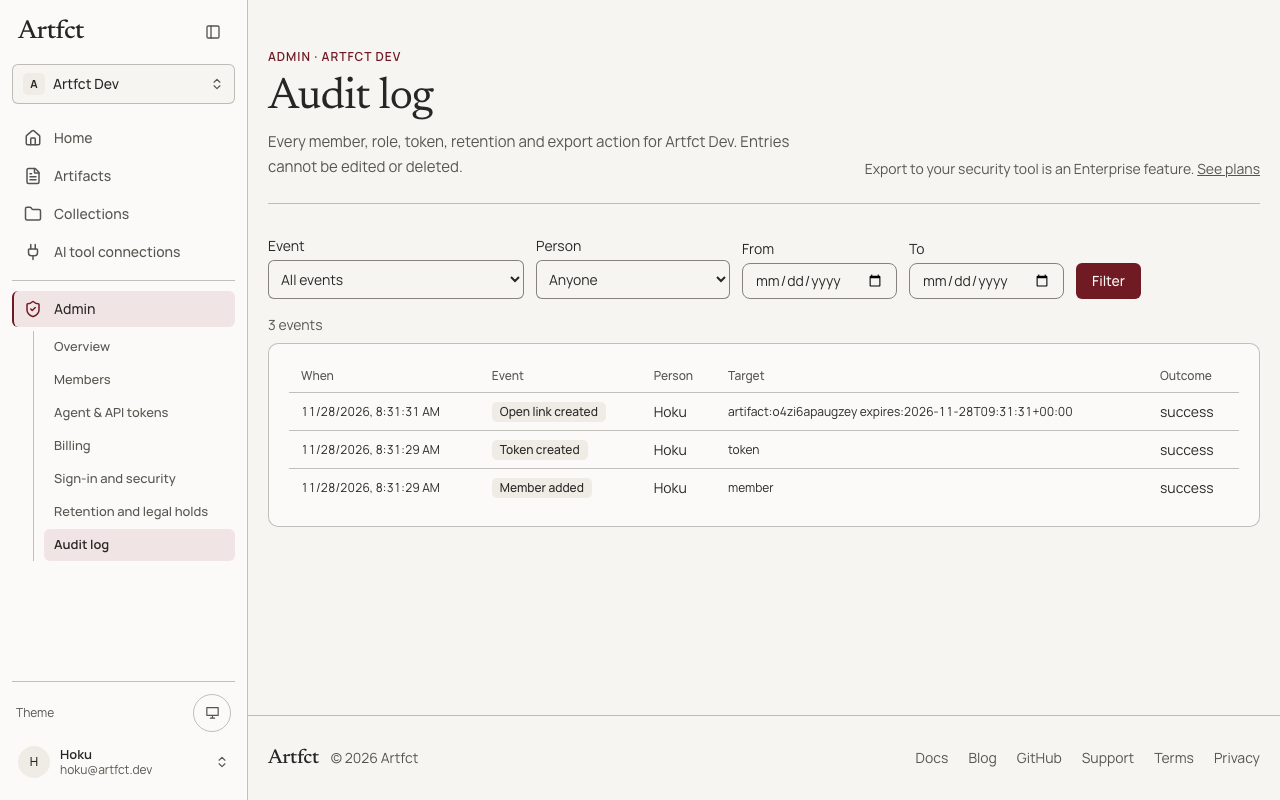 Artfct
A Artfct Dev
Home
Artifacts
Collections
AI tool connections
Admin
Overview
Members
Agent & API tokens
Billing
Sign-in and security
Retention and legal holds
Audit log
Theme
H
Hoku
hoku@artfct.dev
ADMIN · ARTFCT DEV
Audit log
Every member, role, token, retention and export action for Artfct Dev. Entries
cannot be edited or deleted.
Export to your security tool is an Enterprise feature. See plans
Event Person From To
All events Anyone mm/dd/yyyy mm/dd/yyyy Filter
3 events
When Event Person Target Outcome
11/28/2026, 8:31:31 AM Open link created Hoku artifact:o4zi6apaugzey expires:2026-11-28T09:31:31+00:00 success
11/28/2026, 8:31:29 AM Token created Hoku token success
11/28/2026, 8:31:29 AM Member added Hoku member success
Artfct © 2026 Artfct Docs Blog GitHub Support Terms Privacy